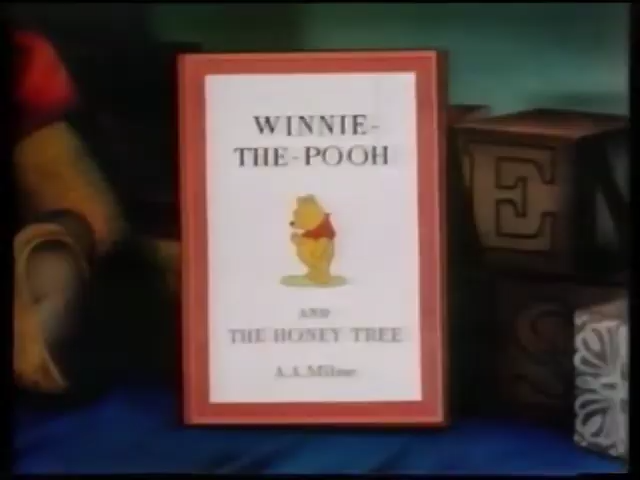 WINNIE-
THE-POOH
AND
THE HONEY TREE
A.A. Milne
E